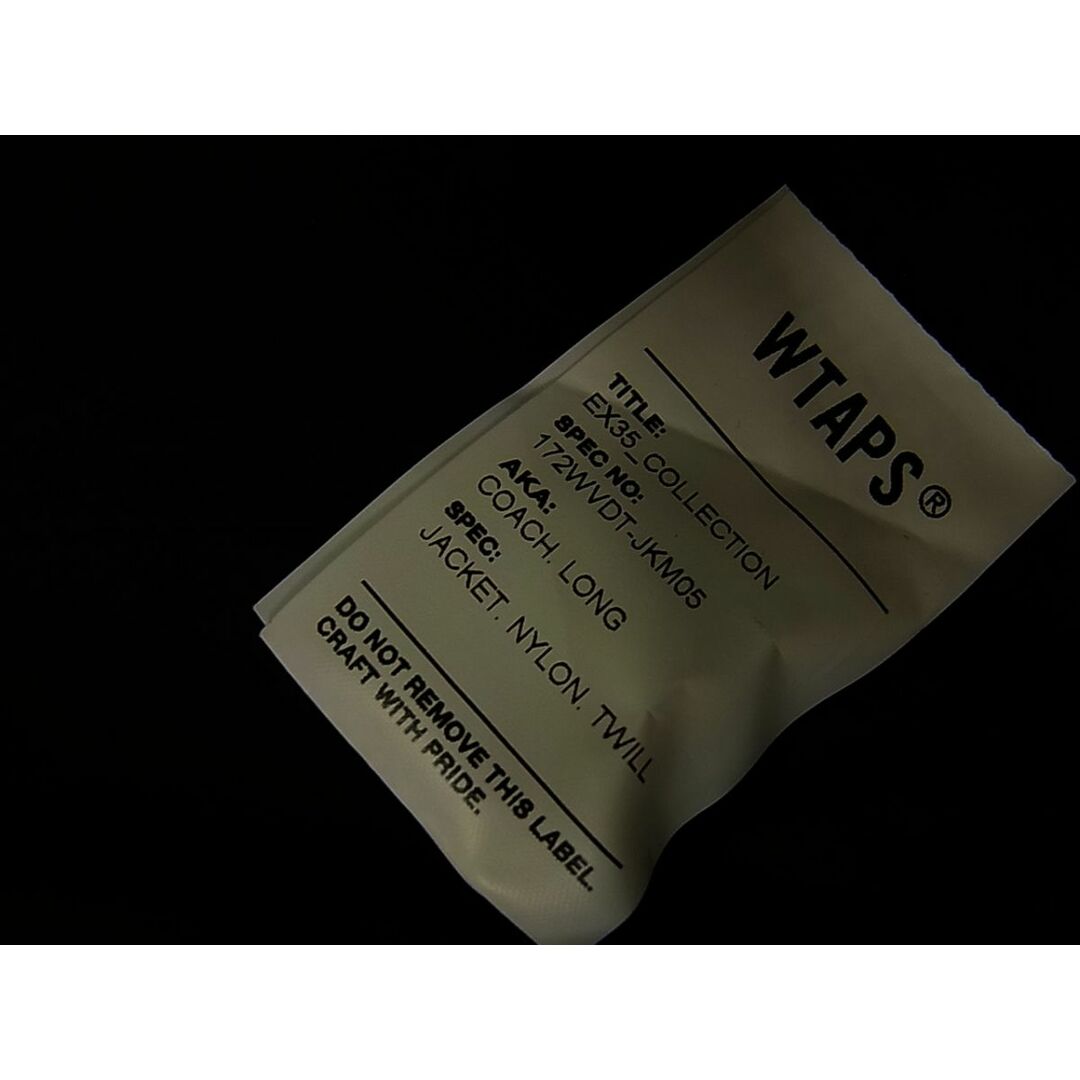 WTAPS®
TITLE:
EX35_COLLECTION
SPEC NO:
172WVDT-JKM05
AKA:
COACH. LONG
SPEC:
JACKET. NYLON. TWILL
DO NOT REMOVE THIS LABEL.
CRAFT WITH PRIDE.